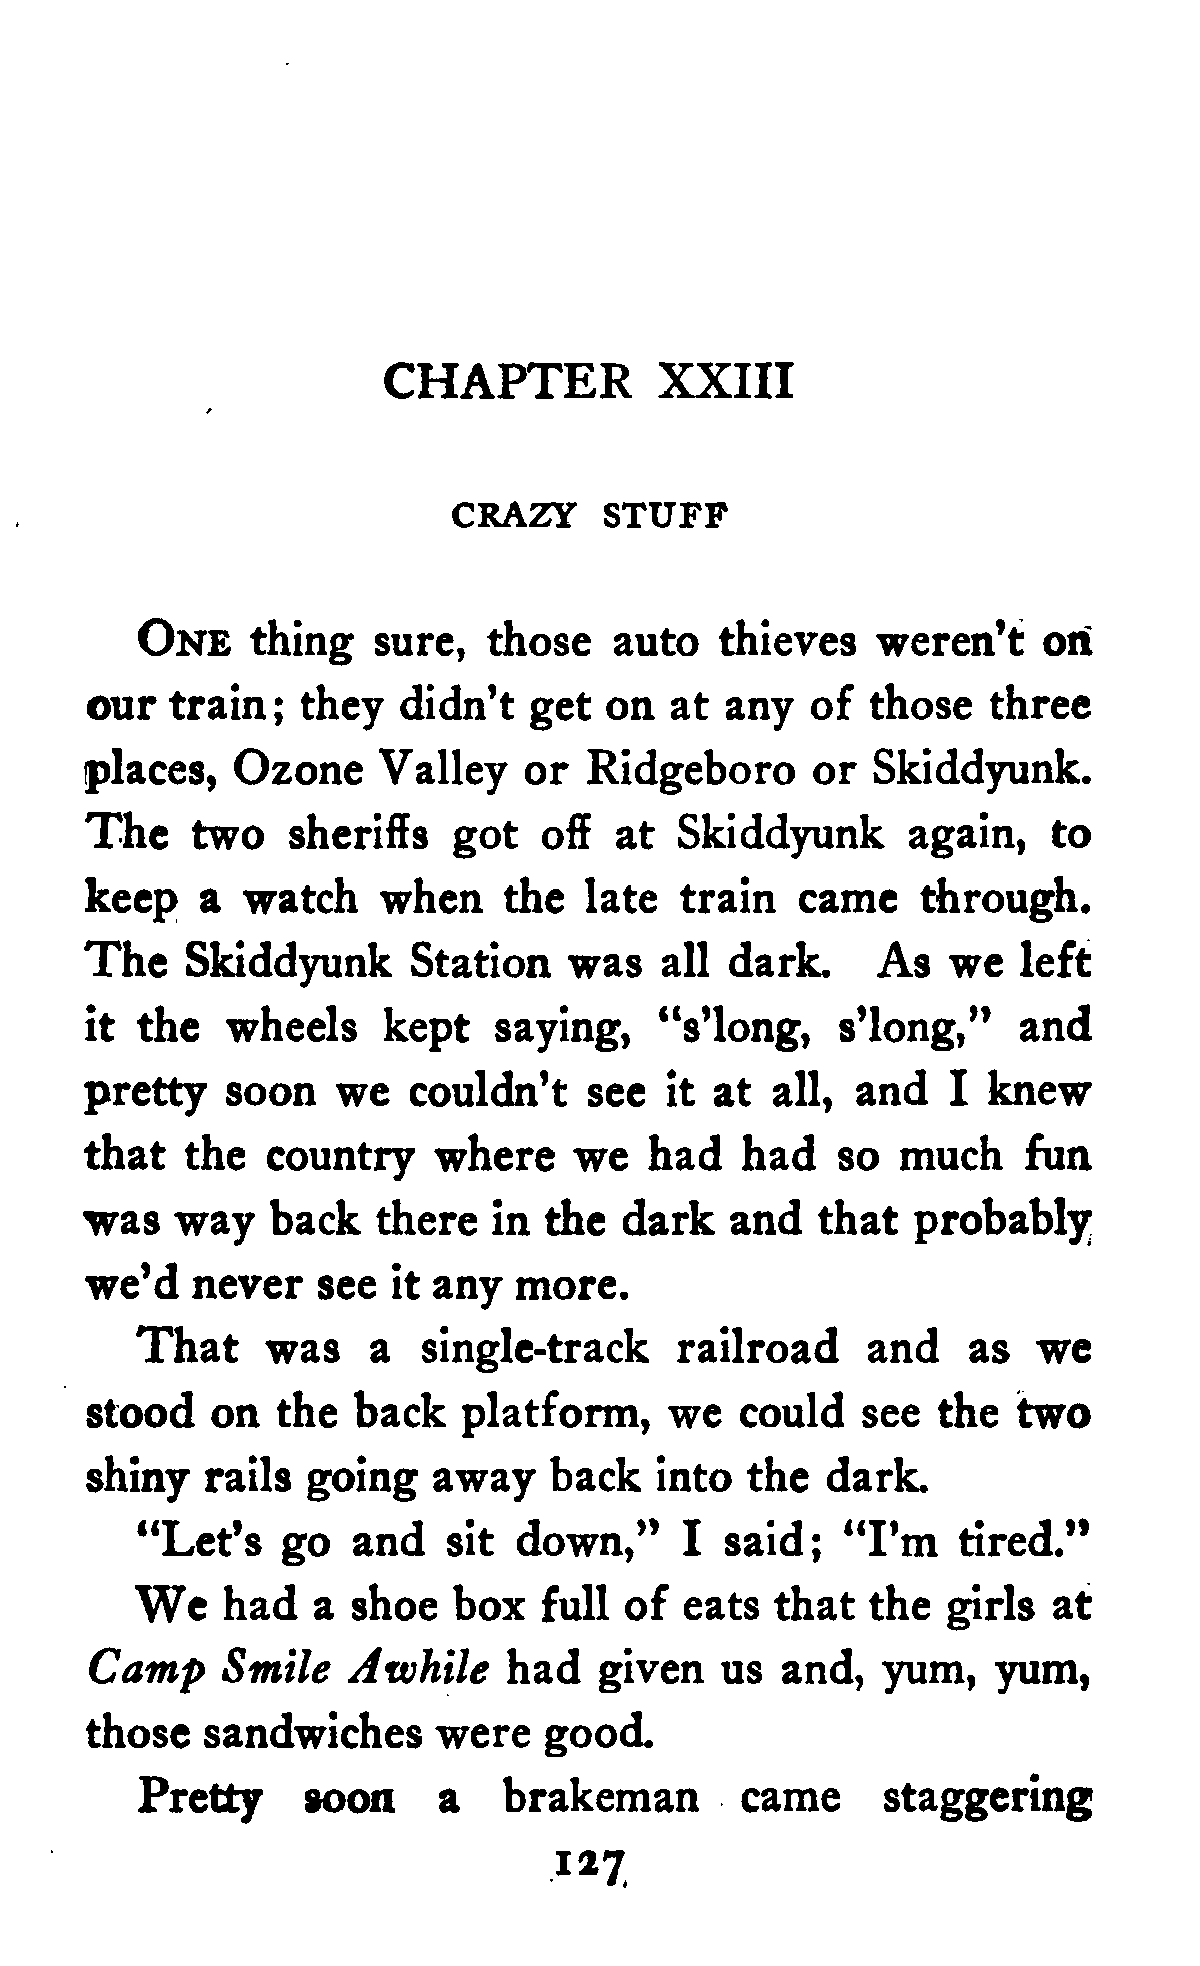 CHAPTER XXIII
CRAZY STUFF
ONE thing sure, those auto thieves weren't on
our train; they didn't get on at any of those three
places, Ozone Valley or Ridgeboro or Skiddyunk.
The two sheriffs got off at Skiddyunk again, to
keep a watch when the late train came through.
The Skiddyunk Station was all dark. As we left
it the wheels kept saying, "s'long, s'long," and
pretty soon we couldn't see it at all, and I knew
that the country where we had had so much fun
was way back there in the dark and that probably
we'd never see it any more.
That was a single-track railroad and as we
stood on the back platform, we could see the two
shiny rails going away back into the dark.
"Let's go and sit down," I said; "I'm tired."
We had a shoe box full of eats that the girls at
Camp Smile Awhile had given us and, yum, yum,
those sandwiches were good.
Pretty soon a brakeman came staggering
127